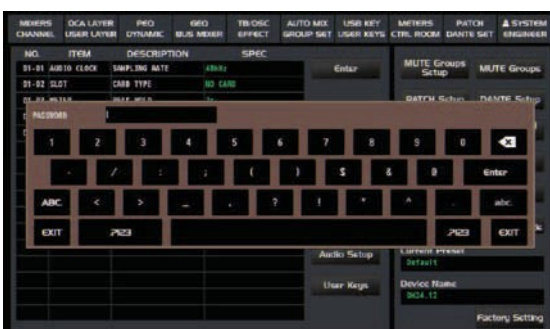 MIXERS DCA LAYER PEQ GEQ TB/OSC AUTO MIX USB KEY METERS PATCH SYSTEM
CHANNEL USER LAYER DYNAMIC BUS MIXER EFFECT GROUP SET USER KEYS CTRL ROOM DANTE SET ENGINEER
NO. ITEM DESCRIPTION SPEC
01-01 AUDIO CLOCK SAMPLING RATE 48KHz Enter
MUTE Groups Setup MUTE Groups
01-02 SLOT CARD TYPE NO CARD
PATCH Setup DANTE Setup
PASSWORD
1 2 3 4 5 6 7 8 9 0
- / : ; ( ) $ & @ Enter
ABC < > _ , ? ! " ^ . abc
EXIT .?123 .?123 EXIT
Audio Setup
Current Preset
Default
User Keys
Device Name
DM24.12
Factory Setting